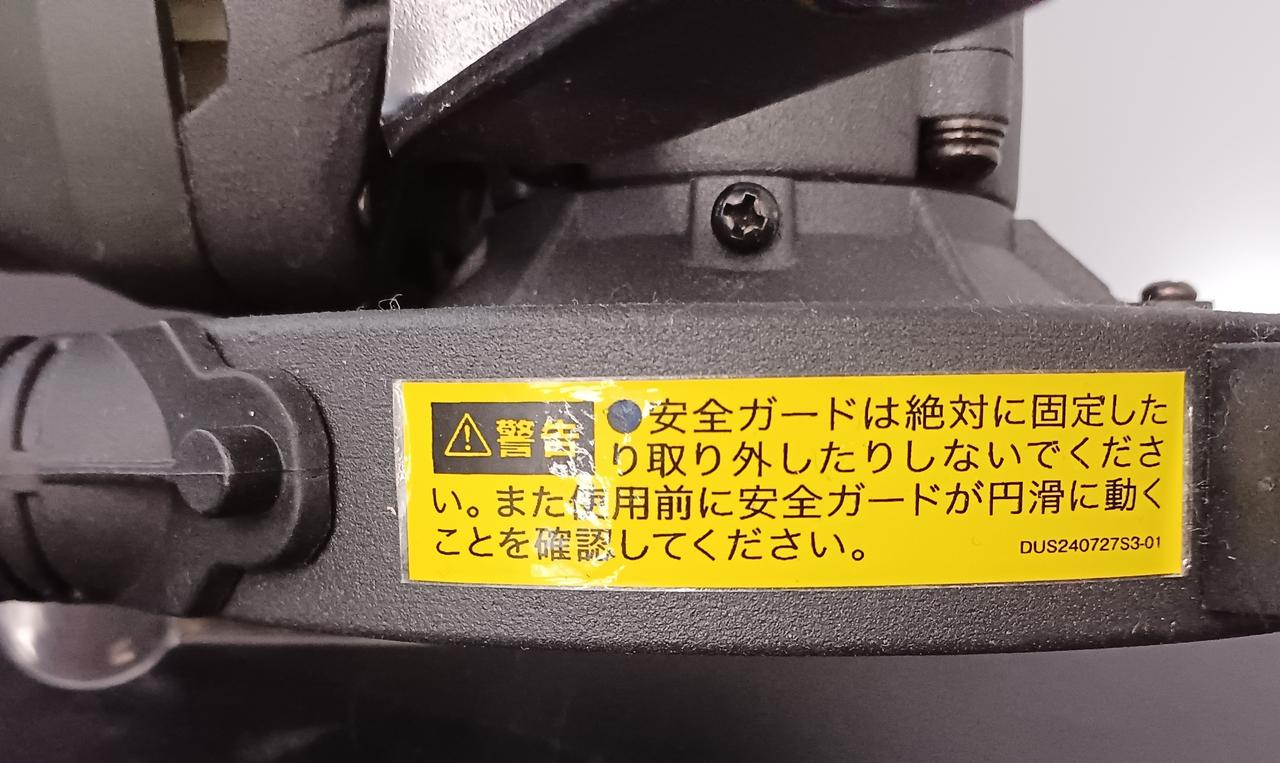 ⚠警告 ●安全ガードは絶対に固定した
り取り外したりしないでくださ
い。また使用前に安全ガードが円滑に動く
ことを確認してください。
DUS240727S3-01